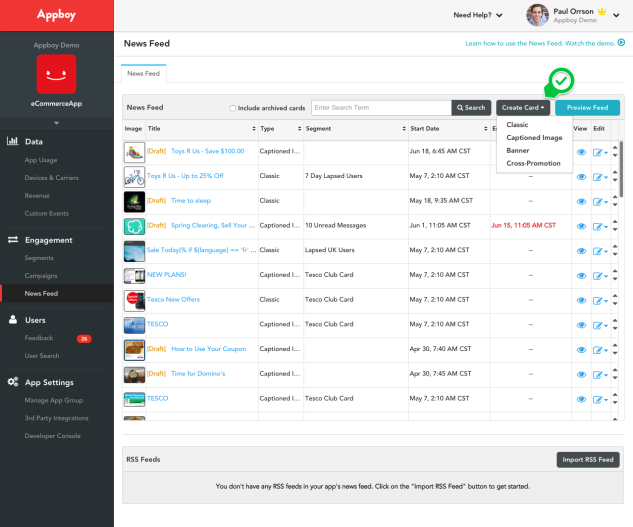 Appboy
Need Help?
Paul Orrson
Appboy Demo
Appboy Demo
eCommerceApp
Data
App Usage
Devices & Carriers
Revenue
Custom Events
Engagement
Segments
Campaigns
News Feed
Users
Feedback 26
User Search
App Settings
Manage App Group
3rd Party Integrations
Developer Console
News Feed
Learn how to use the News Feed. Watch the demo.
News Feed
News Feed Include archived cards Enter Search Term Search Create Card Preview Feed
Classic
Captioned Image
Banner
Cross-Promotion
Image Title Type Segment Start Date View Edit
[Draft] Toys R Us - Save $100.00 Captioned I... Jun 18, 6:45 AM CST
Toys R Us - Up to 25% Off Classic 7 Day Lapsed Users May 7, 2:10 AM CST --
[Draft] Time to sleep Classic May 18, 9:35 AM CST --
[Draft] Spring Cleaning, Sell Your ... Captioned I... 10 Unread Messages Jun 1, 11:05 AM CST Jun 15, 11:05 AM CST
Sale Today{% if ${language} == 'fr' ... Classic Lapsed UK Users May 7, 2:10 AM CST --
NEW PLANS! Captioned I... Tesco Club Card May 7, 2:10 AM CST --
Tesco New Offers Classic Tesco Club Card May 7, 2:10 AM CST --
TESCO Captioned I... Tesco Club Card May 7, 2:10 AM CST --
[Draft] How to Use Your Coupon Captioned I... Apr 30, 7:40 AM CST --
[Draft] Time for Domino's Captioned I... Apr 30, 7:45 AM CST --
TESCO Captioned I... Tesco Club Card May 7, 2:10 AM CST --
RSS Feeds Import RSS Feed
You don't have any RSS feeds in your app's news feed. Click on the "Import RSS Feed" button to get started.